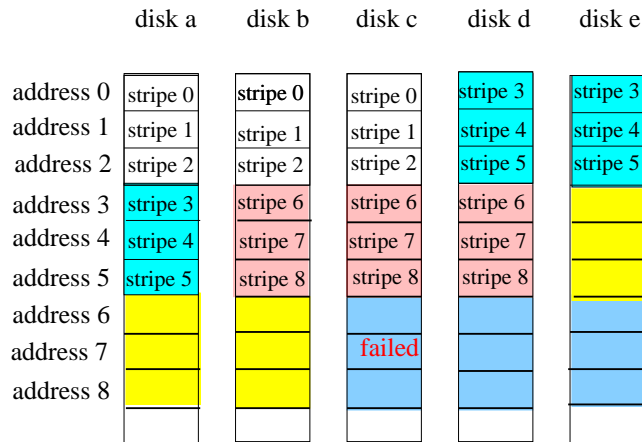 disk a disk b disk c disk d disk e
address 0 stripe 0 stripe 0 stripe 0 stripe 3 stripe 3
address 1 stripe 1 stripe 1 stripe 1 stripe 4 stripe 4
address 2 stripe 2 stripe 2 stripe 2 stripe 5 stripe 5
address 3 stripe 3 stripe 6 stripe 6 stripe 6
address 4 stripe 4 stripe 7 stripe 7 stripe 7
address 5 stripe 5 stripe 8 stripe 8 stripe 8
address 6
address 7 failed
address 8